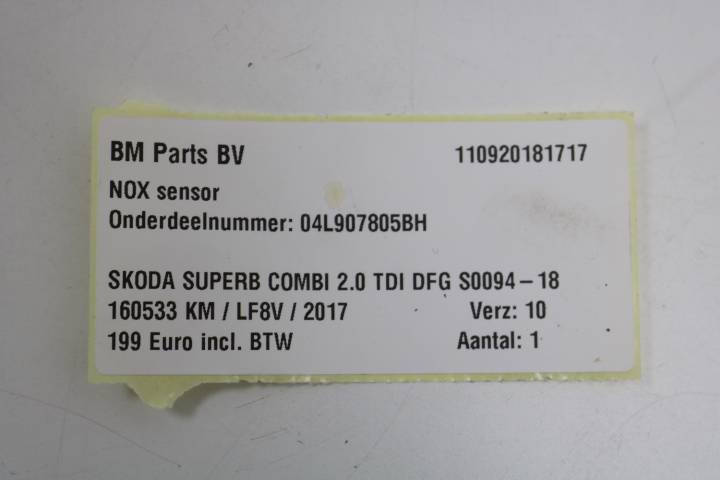 BM Parts BV 110920181717
NOX sensor
Onderdeelnummer: 04L907805BH
SKODA SUPERB COMBI 2.0 TDI DFG S0094-18
160533 KM / LF8V / 2017 Verz: 10
199 Euro incl. BTW Aantal: 1